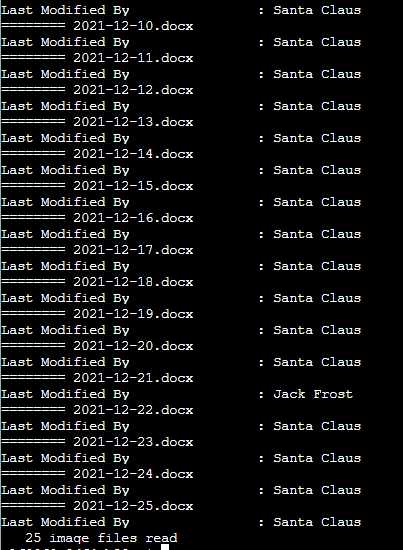 Last Modified By                : Santa Claus
======== 2021-12-10.docx
Last Modified By                : Santa Claus
======== 2021-12-11.docx
Last Modified By                : Santa Claus
======== 2021-12-12.docx
Last Modified By                : Santa Claus
======== 2021-12-13.docx
Last Modified By                : Santa Claus
======== 2021-12-14.docx
Last Modified By                : Santa Claus
======== 2021-12-15.docx
Last Modified By                : Santa Claus
======== 2021-12-16.docx
Last Modified By                : Santa Claus
======== 2021-12-17.docx
Last Modified By                : Santa Claus
======== 2021-12-18.docx
Last Modified By                : Santa Claus
======== 2021-12-19.docx
Last Modified By                : Santa Claus
======== 2021-12-20.docx
Last Modified By                : Santa Claus
======== 2021-12-21.docx
Last Modified By                : Jack Frost
======== 2021-12-22.docx
Last Modified By                : Santa Claus
======== 2021-12-23.docx
Last Modified By                : Santa Claus
======== 2021-12-24.docx
Last Modified By                : Santa Claus
======== 2021-12-25.docx
Last Modified By                : Santa Claus
   25 image files read